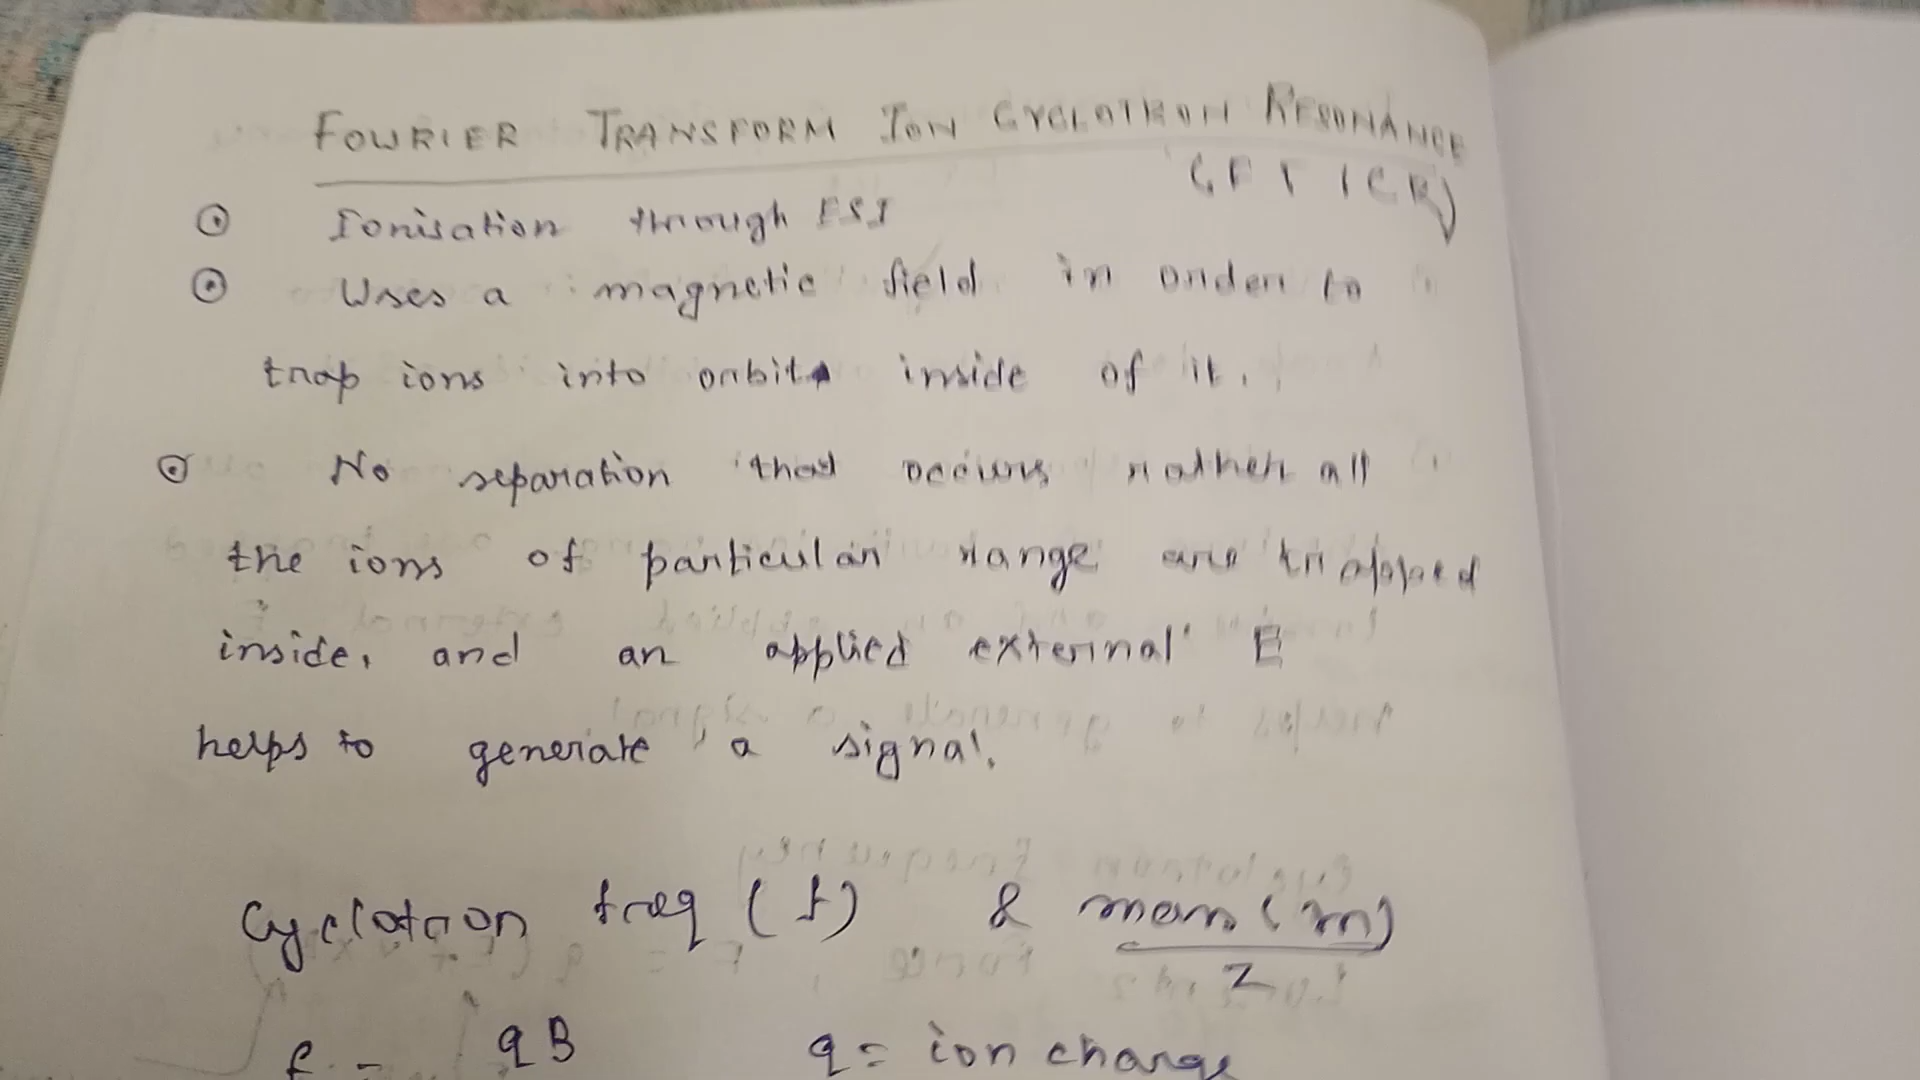 FOURIER TRANSFORM ION CYCLOTRON RESONANCE
(FT ICR)
⊙ Ionisation through ESI
⊙ Uses a magnetic field in order to
trap ions into orbits inside of it.
⊙ No separation that occurs rather all
the ions of particular range are trapped
inside, and an applied external E
helps to generate a signal.
Cyclotron freq (f) & mass (m)
z
f = qB q = ion charge